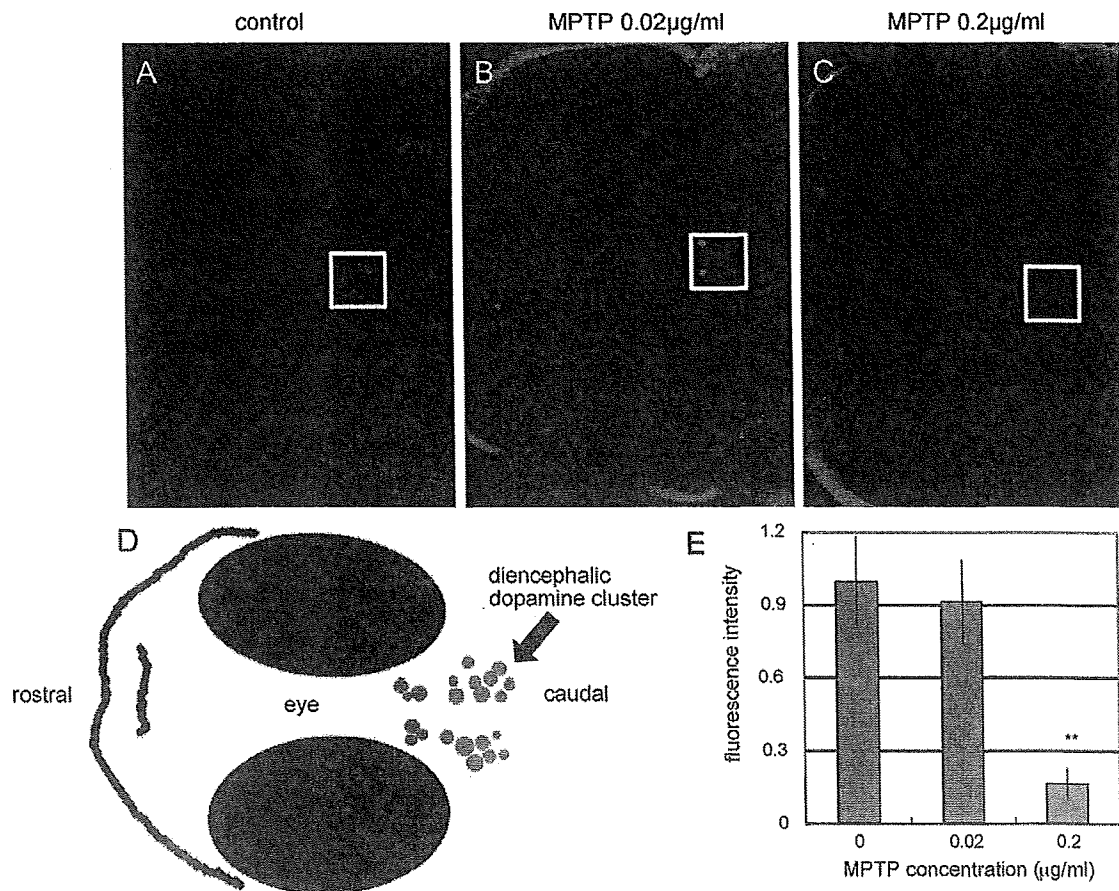 control
MPTP 0.02µg/ml
MPTP 0.2µg/ml
A
B
C
D
diencephalic
dopamine cluster
rostral
eye
caudal
E
fluorescence intensity
1.2
0.9
0.6
0.3
0
**
0
0.02
0.2
MPTP concentration (µg/ml)